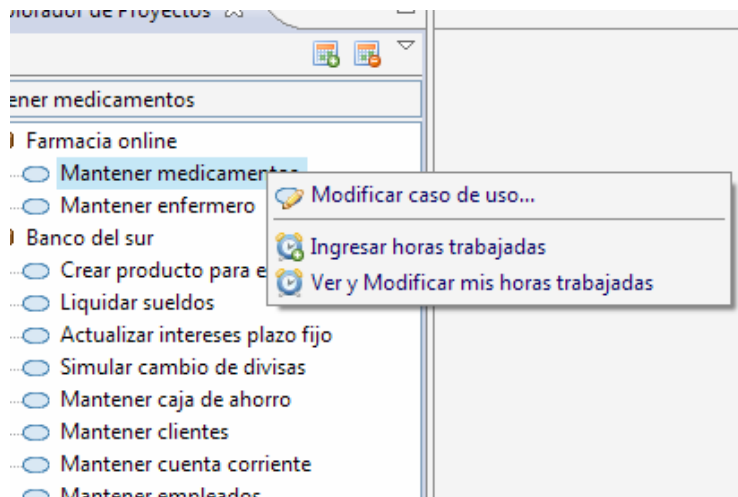 plorador de Proyectos
ener medicamentos
Farmacia online
Mantener medicamentos
Mantener enfermero
Banco del sur
Crear producto para e
Liquidar sueldos
Actualizar intereses plazo fijo
Simular cambio de divisas
Mantener caja de ahorro
Mantener clientes
Mantener cuenta corriente
Mantener empleados
Modificar caso de uso...
Ingresar horas trabajadas
Ver y Modificar mis horas trabajadas